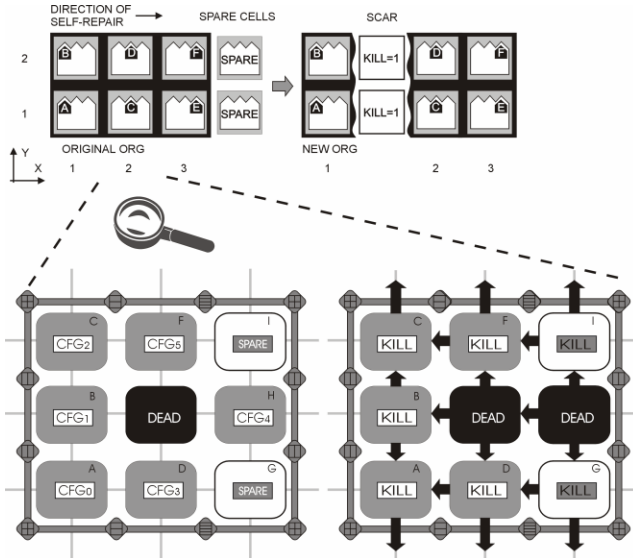 DIRECTION OF
SELF-REPAIR
SPARE CELLS
SCAR
2
B
D
F
SPARE
B
KILL=1
D
F
1
A
C
E
SPARE
A
KILL=1
C
E
Y
X
ORIGINAL ORG
1
2
3
NEW ORG
1
2
3
C
CFG2
F
CFG5
I
SPARE
B
CFG1
DEAD
H
CFG4
A
CFG0
D
CFG3
G
SPARE
C
KILL
F
KILL
I
KILL
B
KILL
DEAD
DEAD
A
KILL
D
KILL
G
KILL